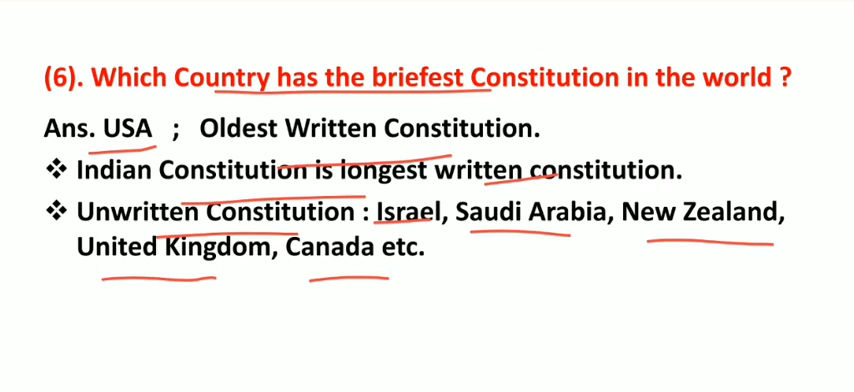 (6). Which Country has the briefest Constitution in the world ?
Ans. USA ; Oldest Written Constitution.
❖ Indian Constitution is longest written constitution.
❖ Unwritten Constitution : Israel, Saudi Arabia, New Zealand,
United Kingdom, Canada etc.